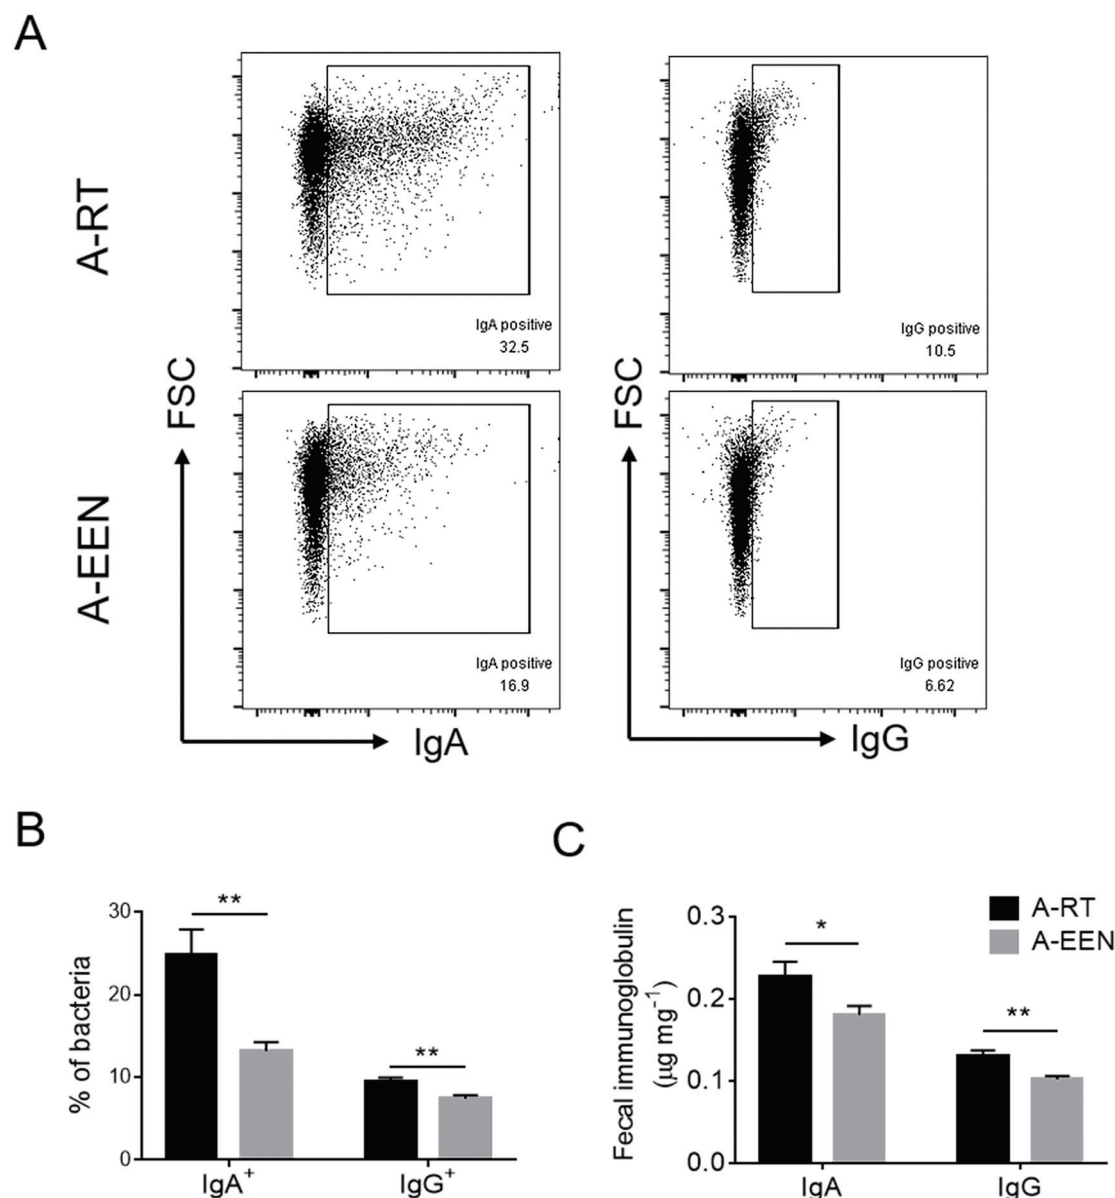 A
A-RT
FSC
IgA positive
32.5
IgG positive
10.5
A-EEN
FSC
IgA positive
16.9
IgG positive
6.62
IgA
IgG
B
% of bacteria
30
20
10
0
**
**
IgA⁺
IgG⁺
C
Fecal immunoglobulin
(µg mg⁻¹)
0.3
0.2
0.1
0.0
*
**
A-RT
A-EEN
IgA
IgG